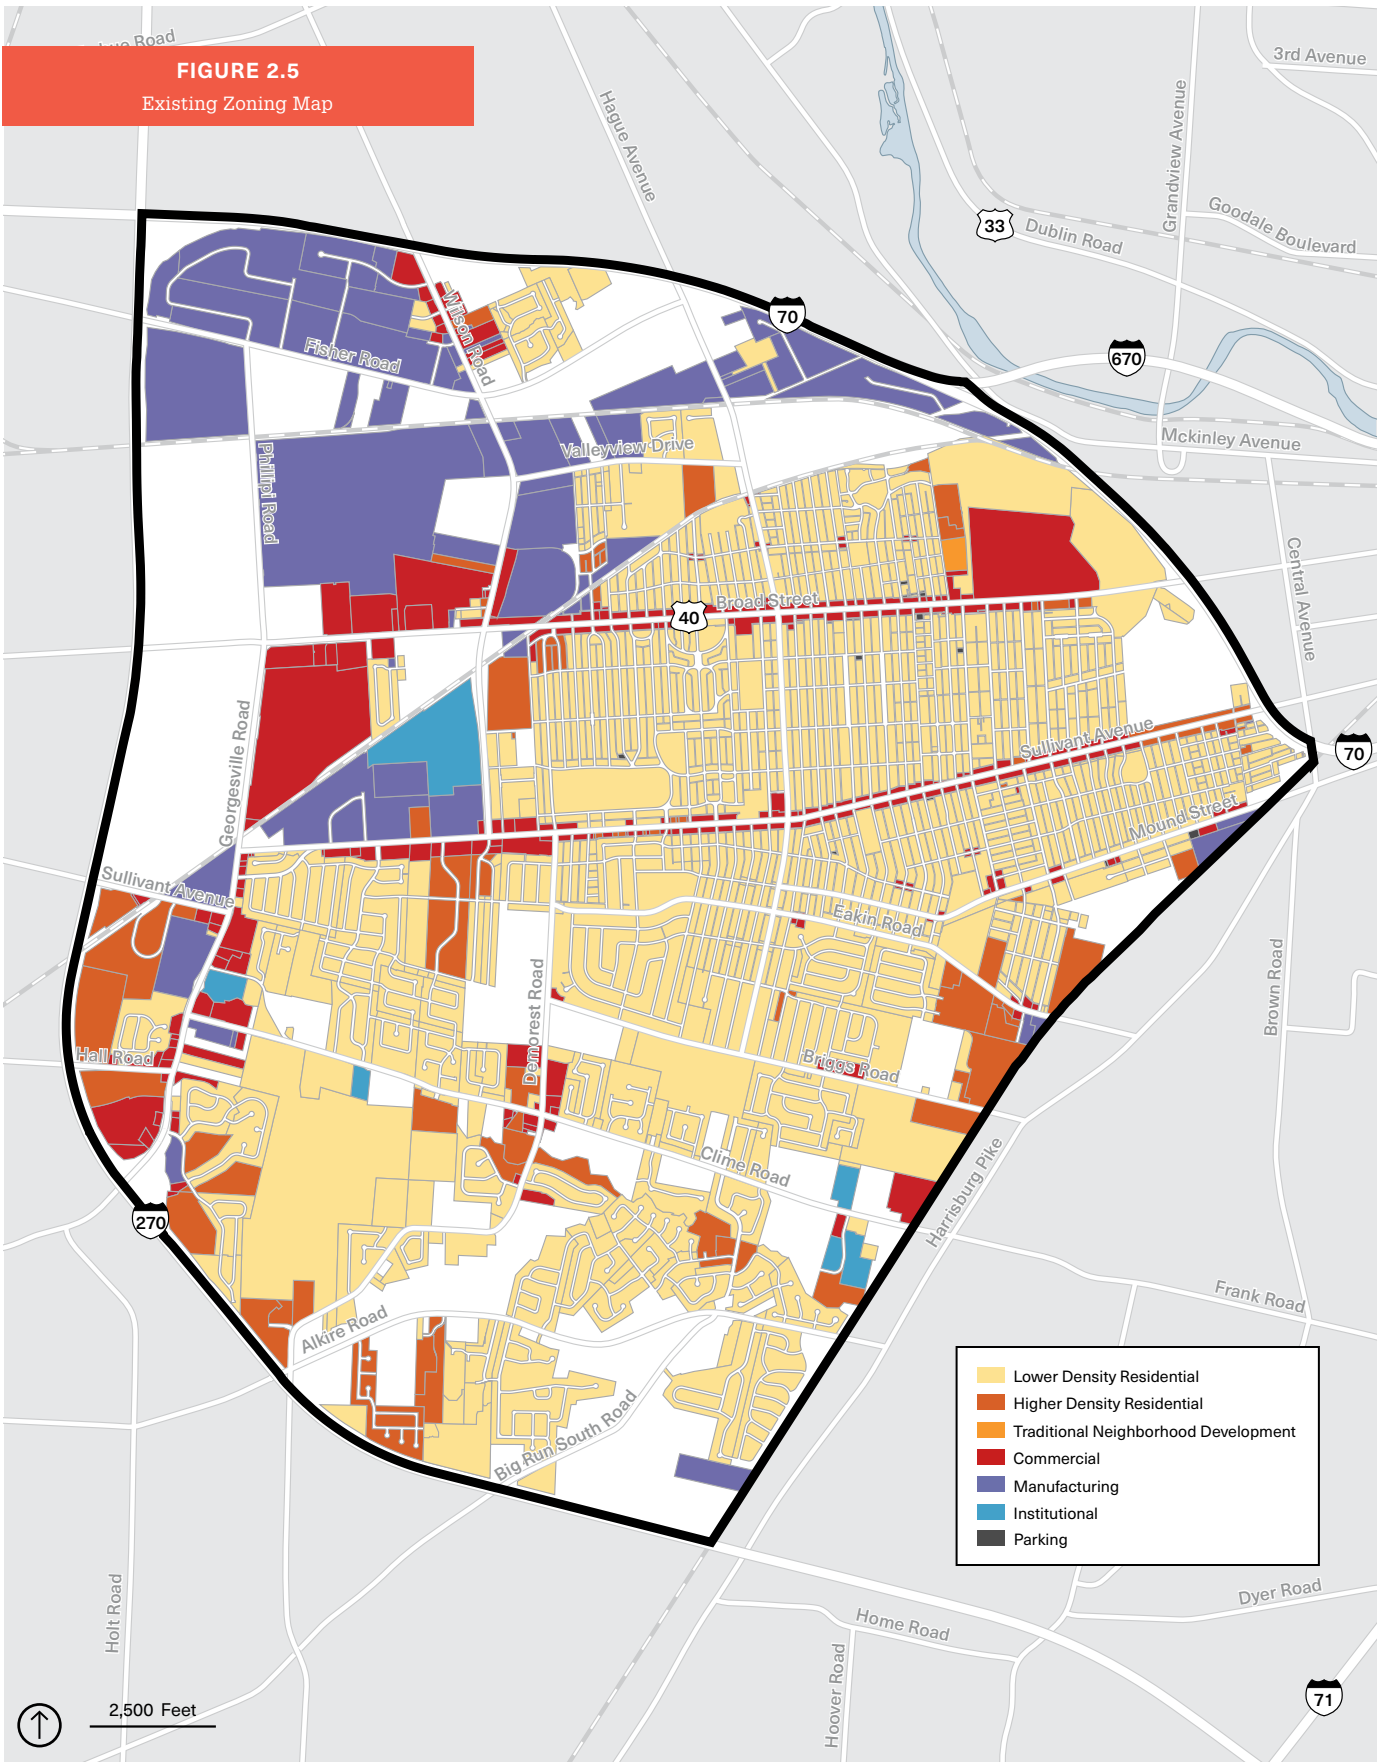 FIGURE 2.5
Existing Zoning Map
Road
3rd Avenue
Hague Avenue
Grandview Avenue
Goodale Boulevard
33
Dublin Road
70
670
Wilson Road
Fisher Road
Mckinley Avenue
Valleyview Drive
Phillipi Road
Central Avenue
Broad Street
40
Sullivant Avenue
70
Georgesville Road
Mound Street
Sullivant Avenue
Eakin Road
Demorest Road
Brown Road
Hall Road
Briggs Road
Clime Road
Harrisburg Pike
270
Frank Road
Alkire Road
Big Run South Road
Lower Density Residential
Higher Density Residential
Traditional Neighborhood Development
Commercial
Manufacturing
Institutional
Parking
Holt Road
Dyer Road
Home Road
Hoover Road
71
2,500 Feet